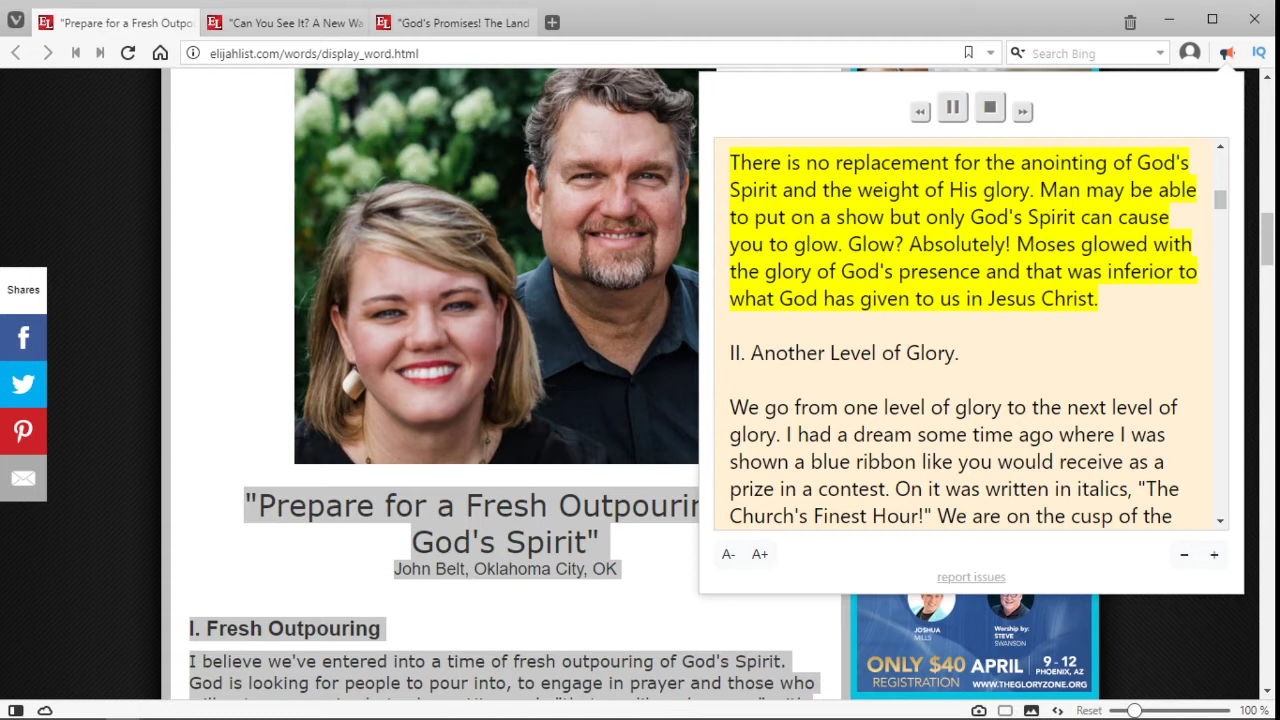 "Prepare for a Fresh Outpo
"Can You See It? A New Wa
"God's Promises! The Land
elijahlist.com/words/display_word.html
Search Bing
IQ
Shares
There is no replacement for the anointing of God's
Spirit and the weight of His glory. Man may be able
to put on a show but only God's Spirit can cause
you to glow. Glow? Absolutely! Moses glowed with
the glory of God's presence and that was inferior to
what God has given to us in Jesus Christ.
II. Another Level of Glory.
We go from one level of glory to the next level of
glory. I had a dream some time ago where I was
shown a blue ribbon like you would receive as a
prize in a contest. On it was written in italics, "The
Church's Finest Hour!" We are on the cusp of the
A-
A+
report issues
"Prepare for a Fresh Outpourin
God's Spirit"
John Belt, Oklahoma City, OK
I. Fresh Outpouring
I believe we've entered into a time of fresh outpouring of God's Spirit.
God is looking for people to pour into, to engage in prayer and those who
JOSHUA
MILLS
Worship by:
STEVE
SWANSON
ONLY $40
REGISTRATION
APRIL
9 - 12
PHOENIX, AZ
WWW.THEGLORYZONE.ORG
Reset
100 %